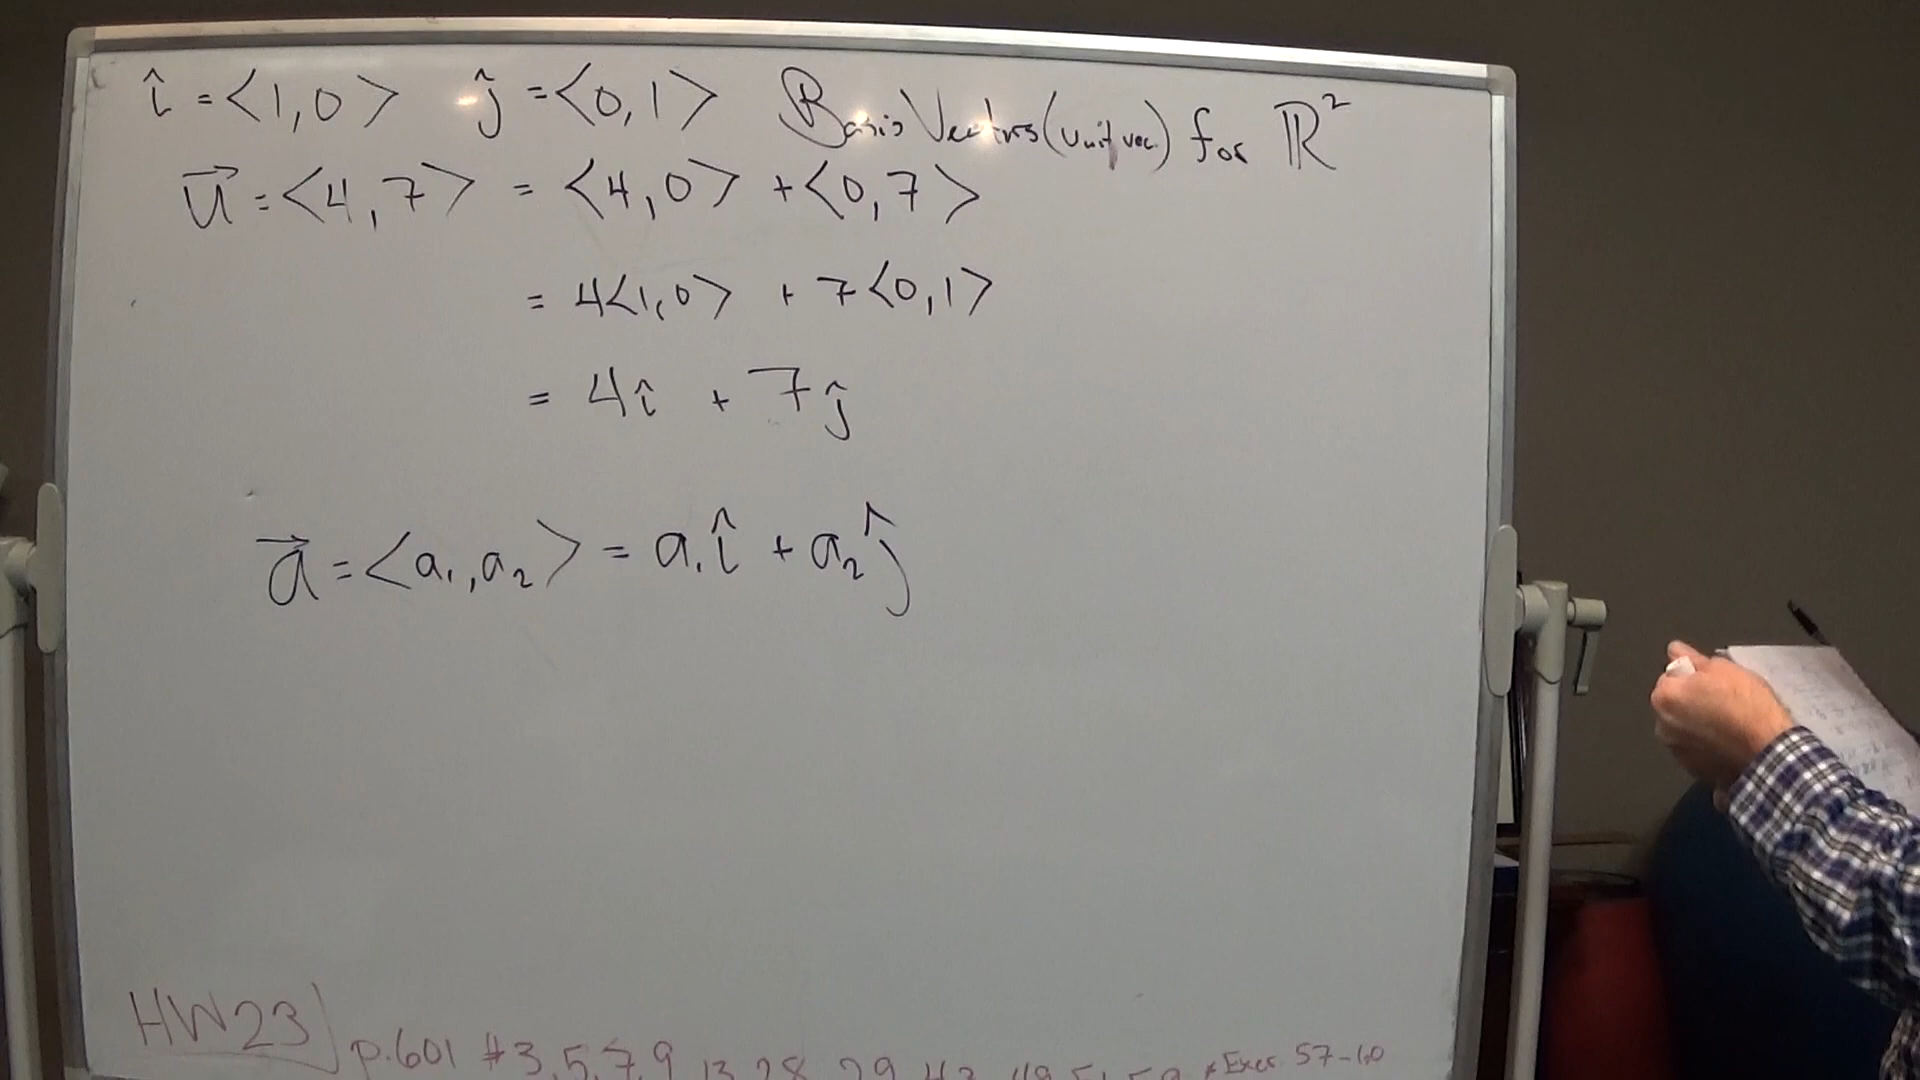 î = <1,0> ĵ = <0,1> Basis Vectors (unit vec.) for ℝ²
u⃗ = <4,7> = <4,0> + <0,7>
= 4<1,0> + 7<0,1>
= 4î + 7ĵ
a⃗ = <a₁,a₂> = a₁î + a₂ĵ
HW23) p.601 #3,5,7,9 13 28 29 43 49 51 * Exer. 57-60